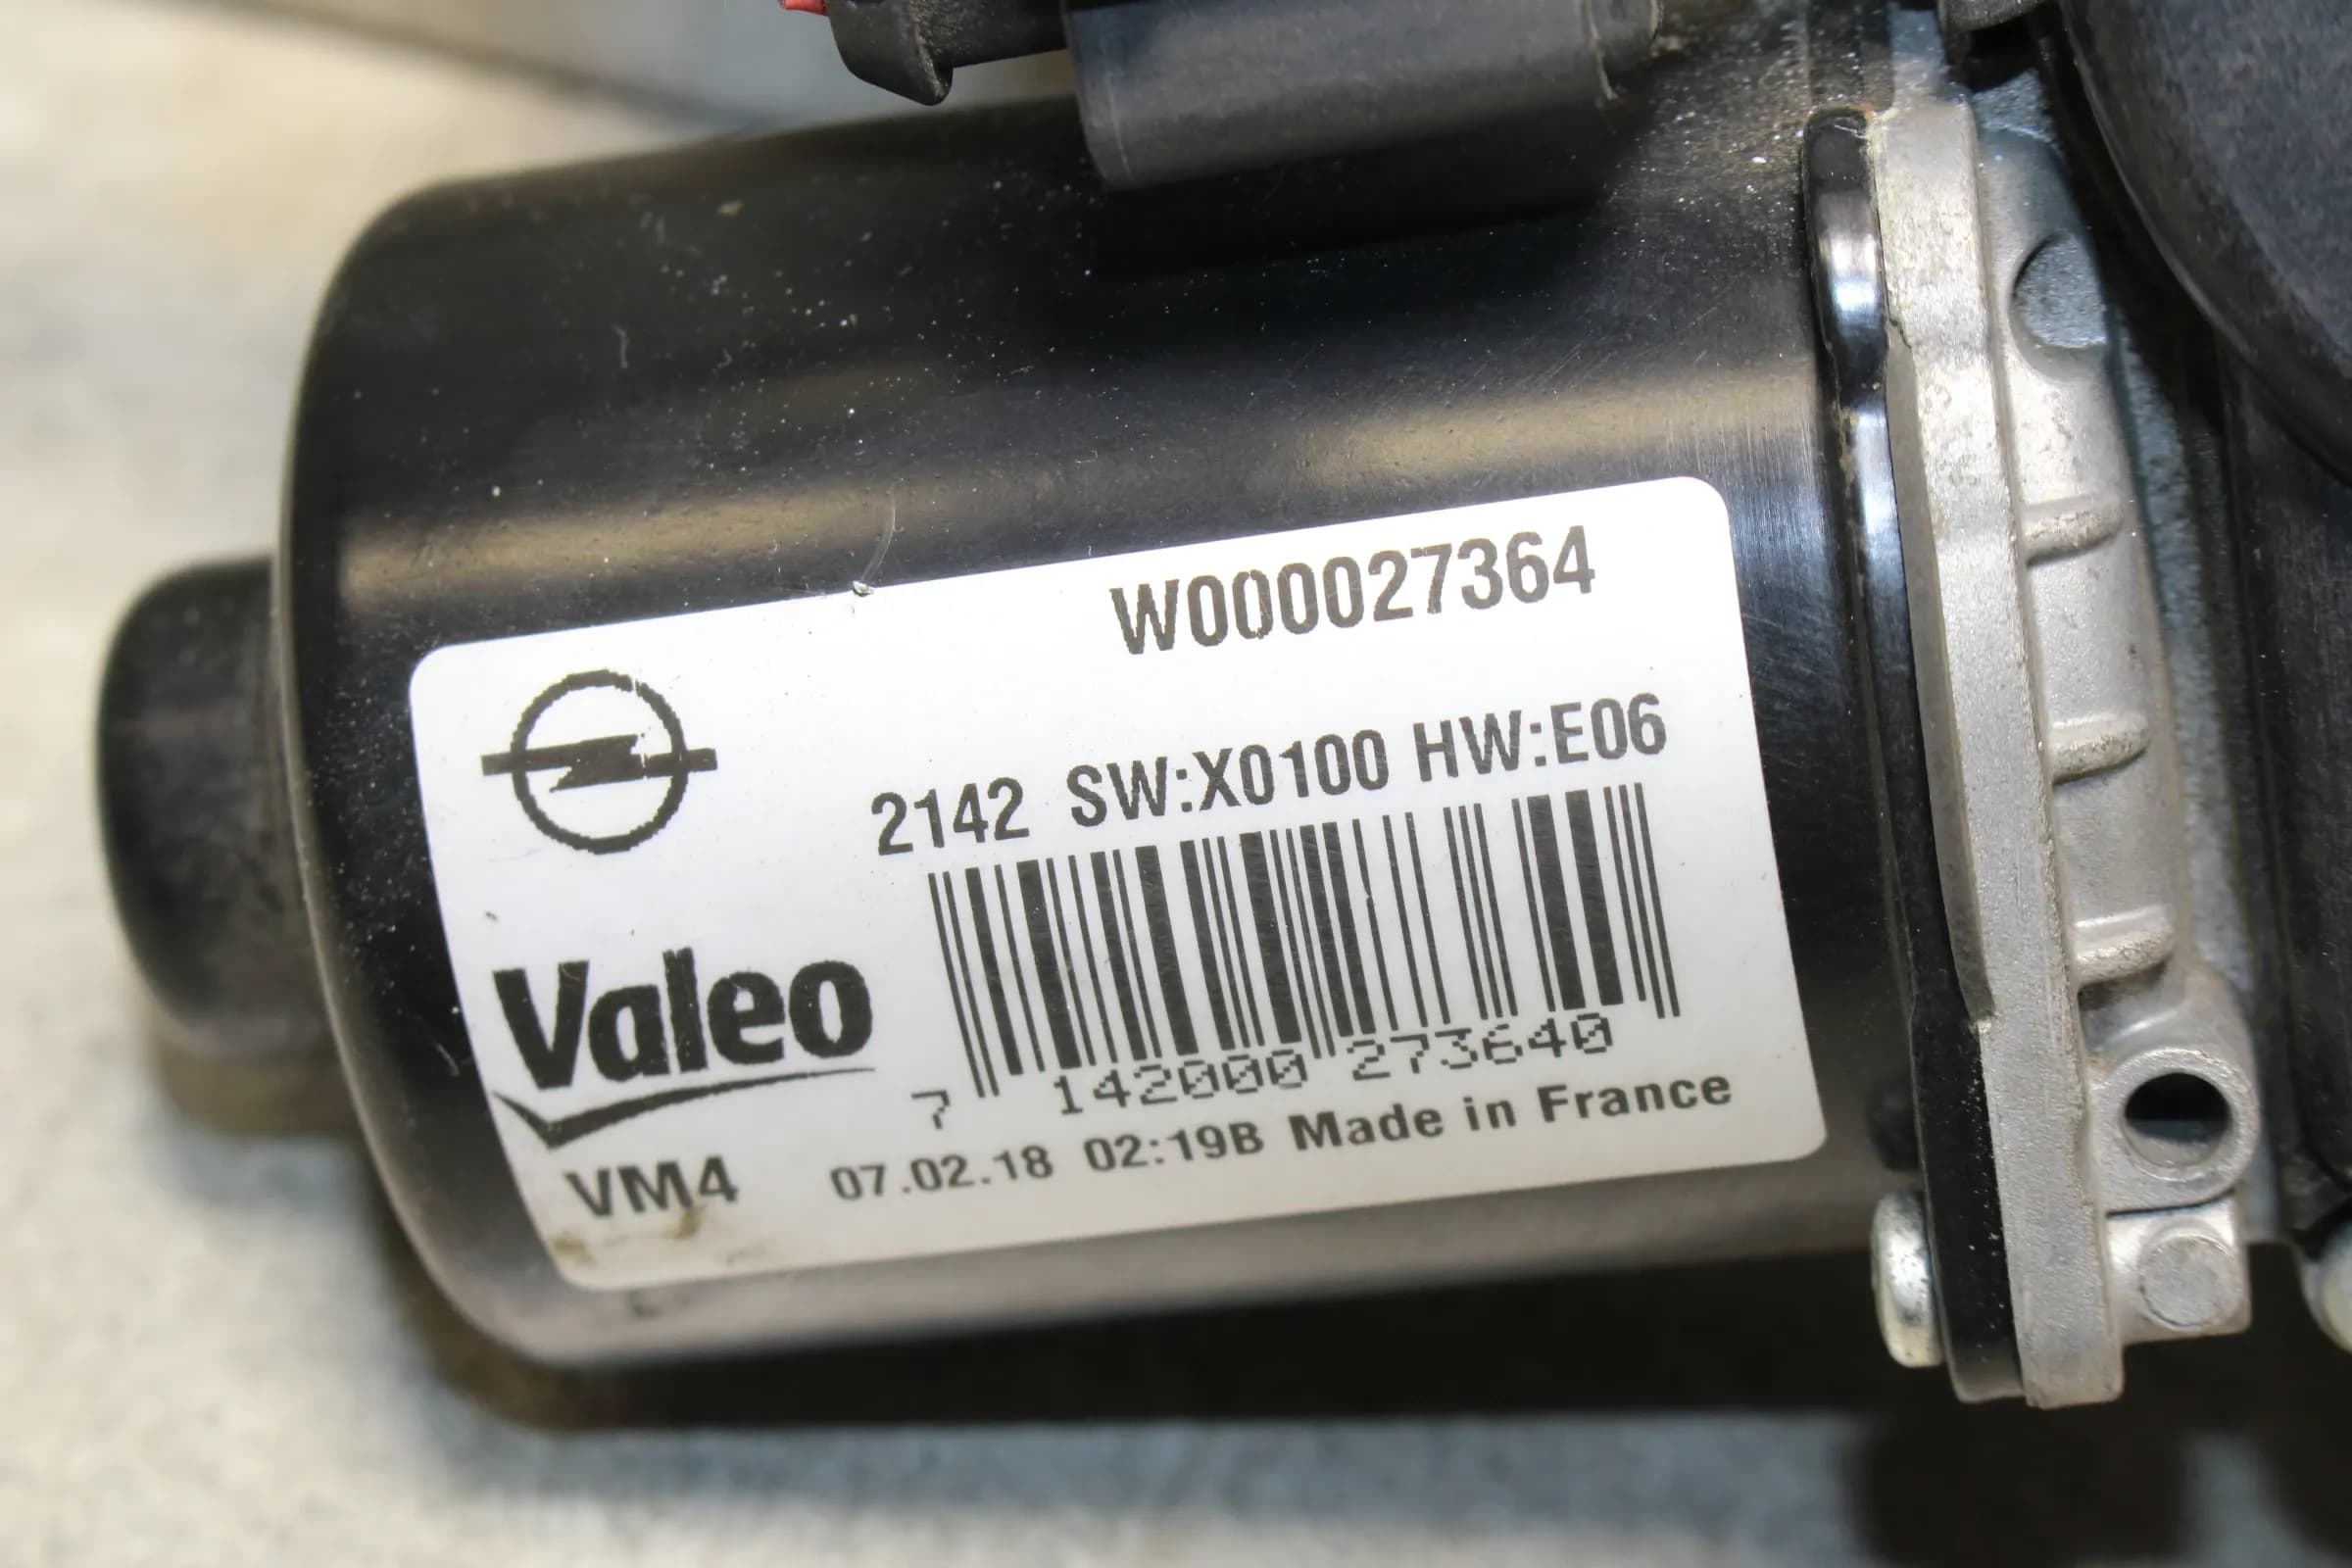 W000027364
2142 SW:X0100 HW:E06
Valeo
7 142000 273640
VM4 07.02.18 02:19B Made in France